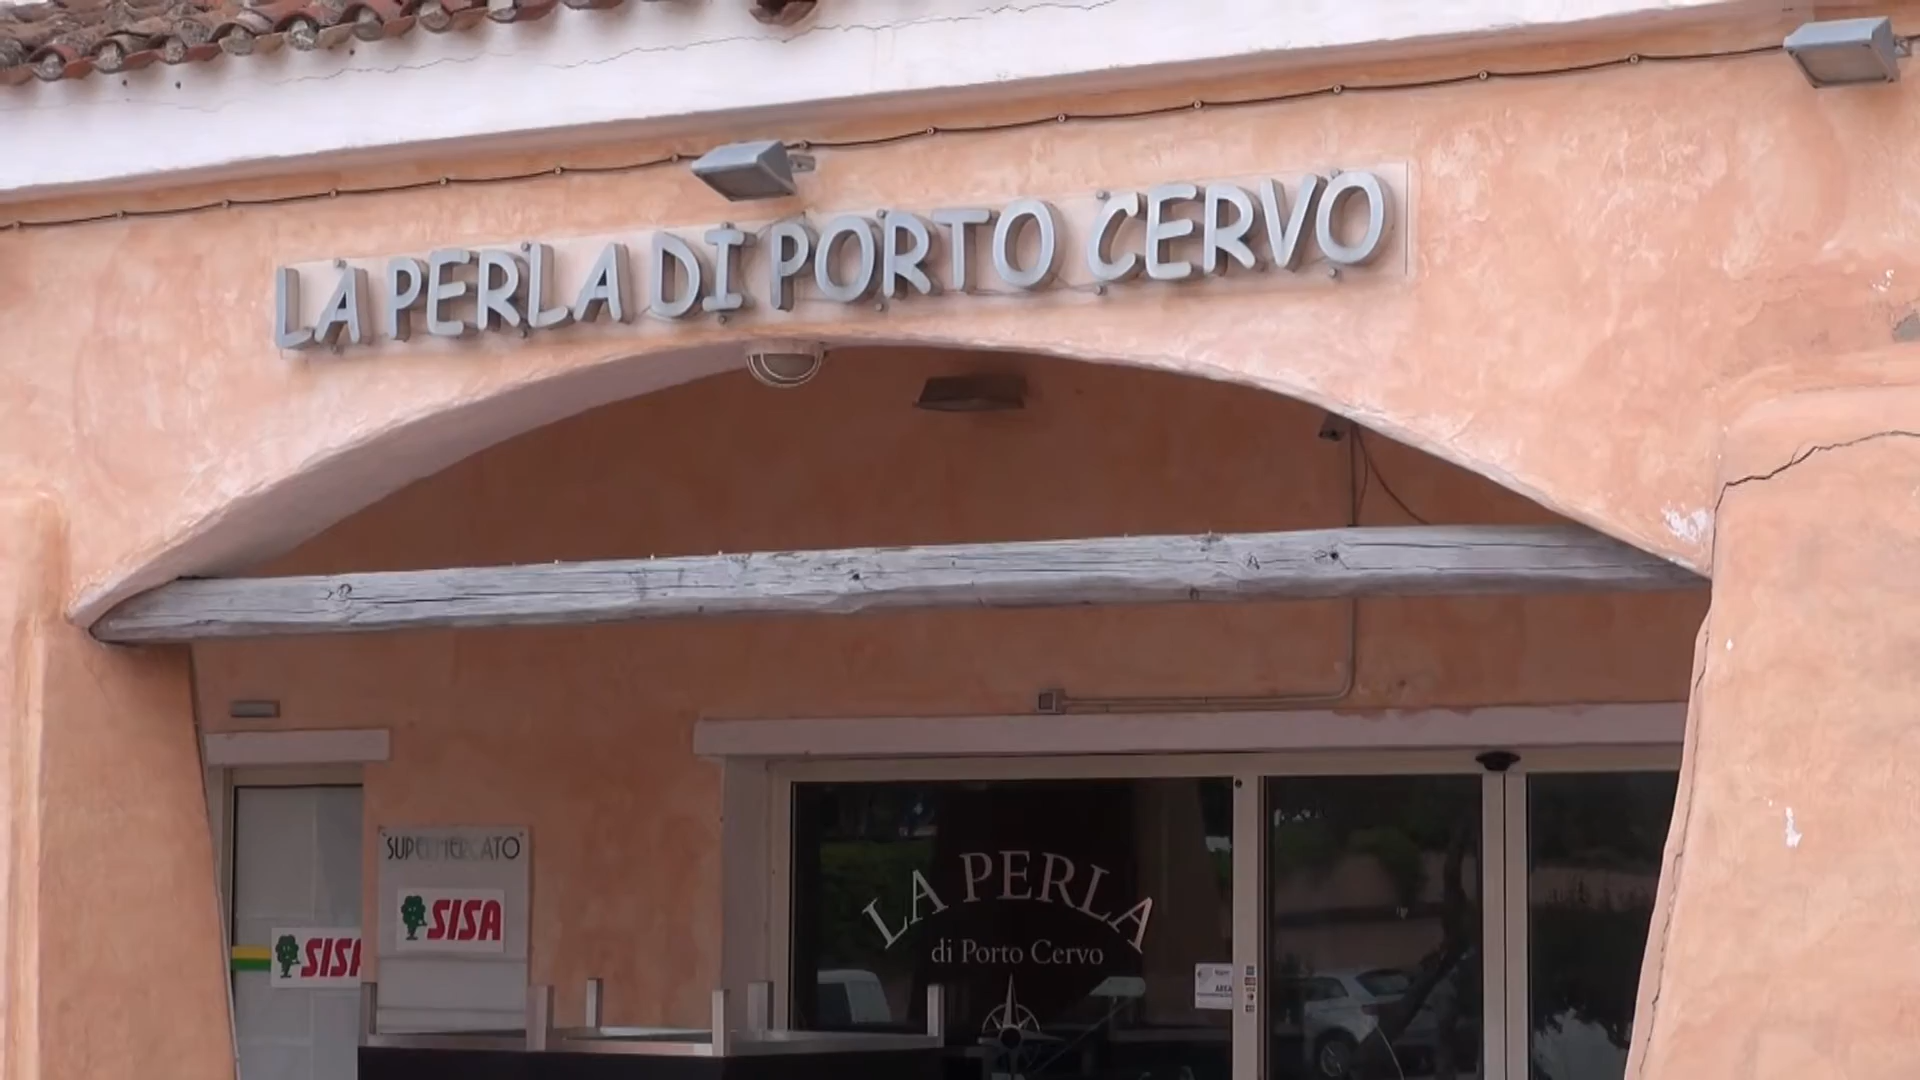 LA PERLA DI PORTO CERVO
SUPERMERCATO
SISA
SISA
LA PERLA
di Porto Cervo